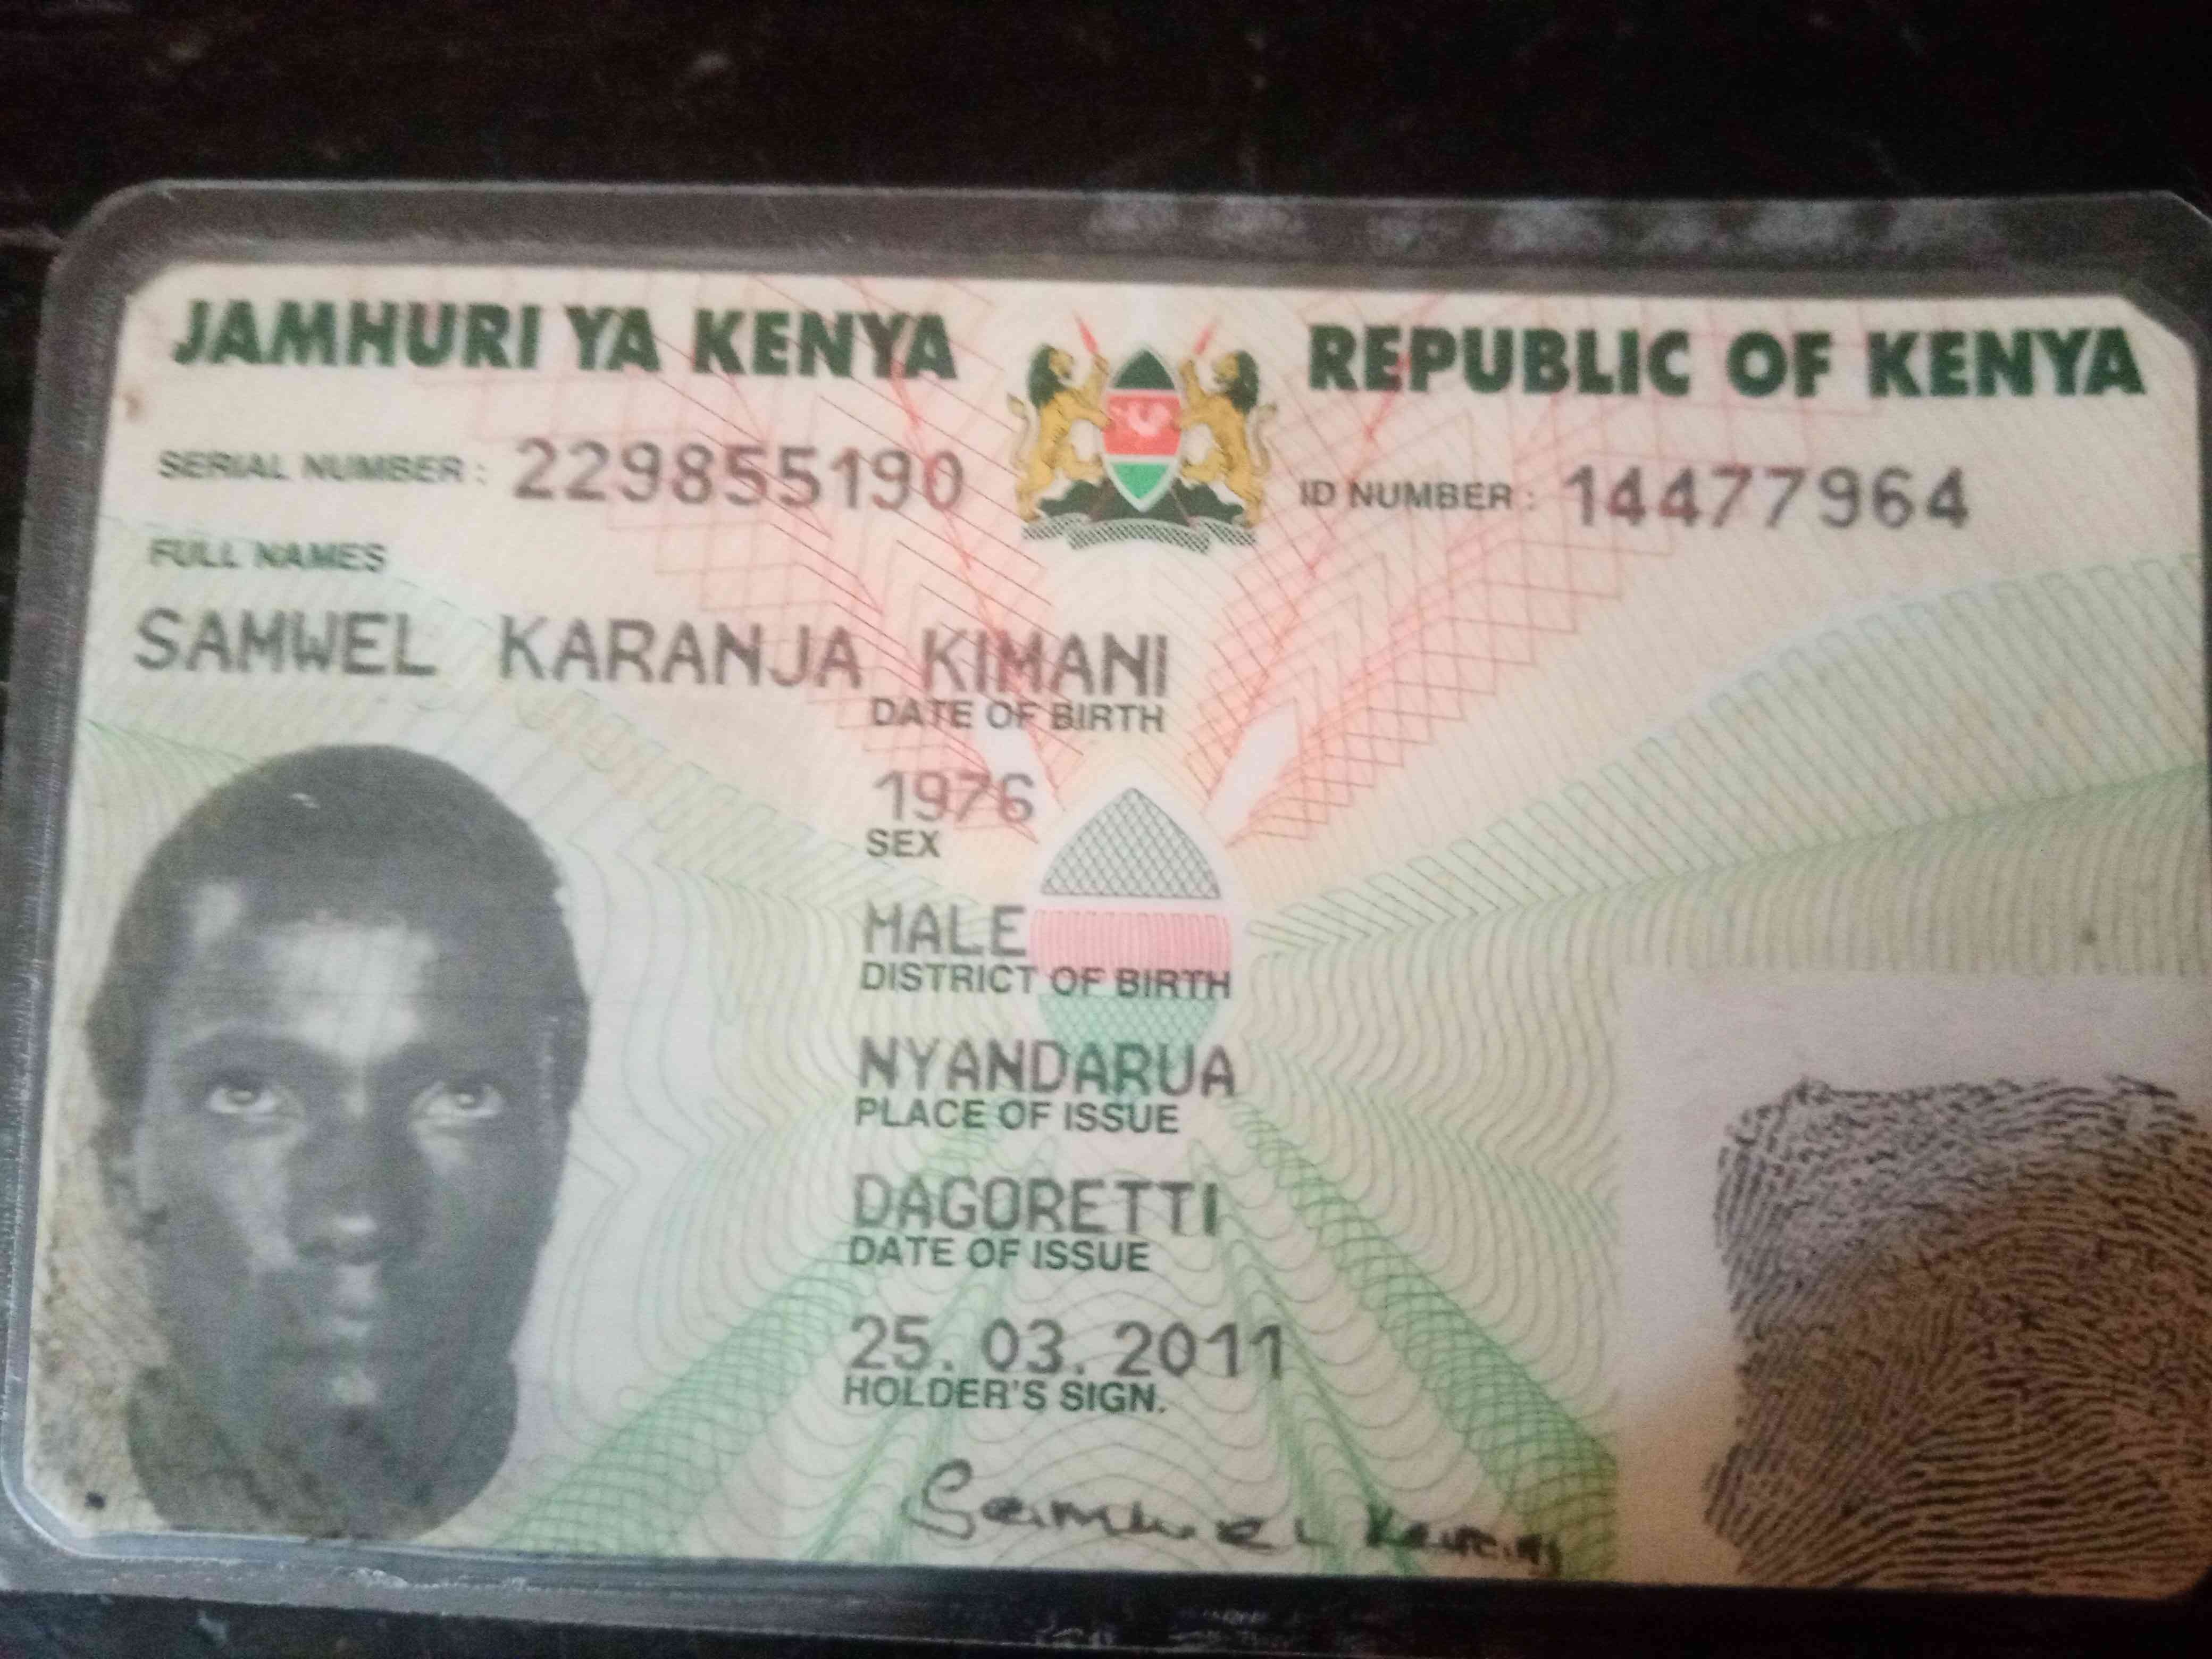 JAMHURI YA KENYA REPUBLIC OF KENYA
SERIAL NUMBER: 229855190 ID NUMBER: 14477964
FULL NAMES
SAMWEL KARANJA KIMANI
DATE OF BIRTH
1976
SEX
MALE
DISTRICT OF BIRTH
NYANDARUA
PLACE OF ISSUE
DAGORETTI
DATE OF ISSUE
25.03.2011
HOLDER'S SIGN.